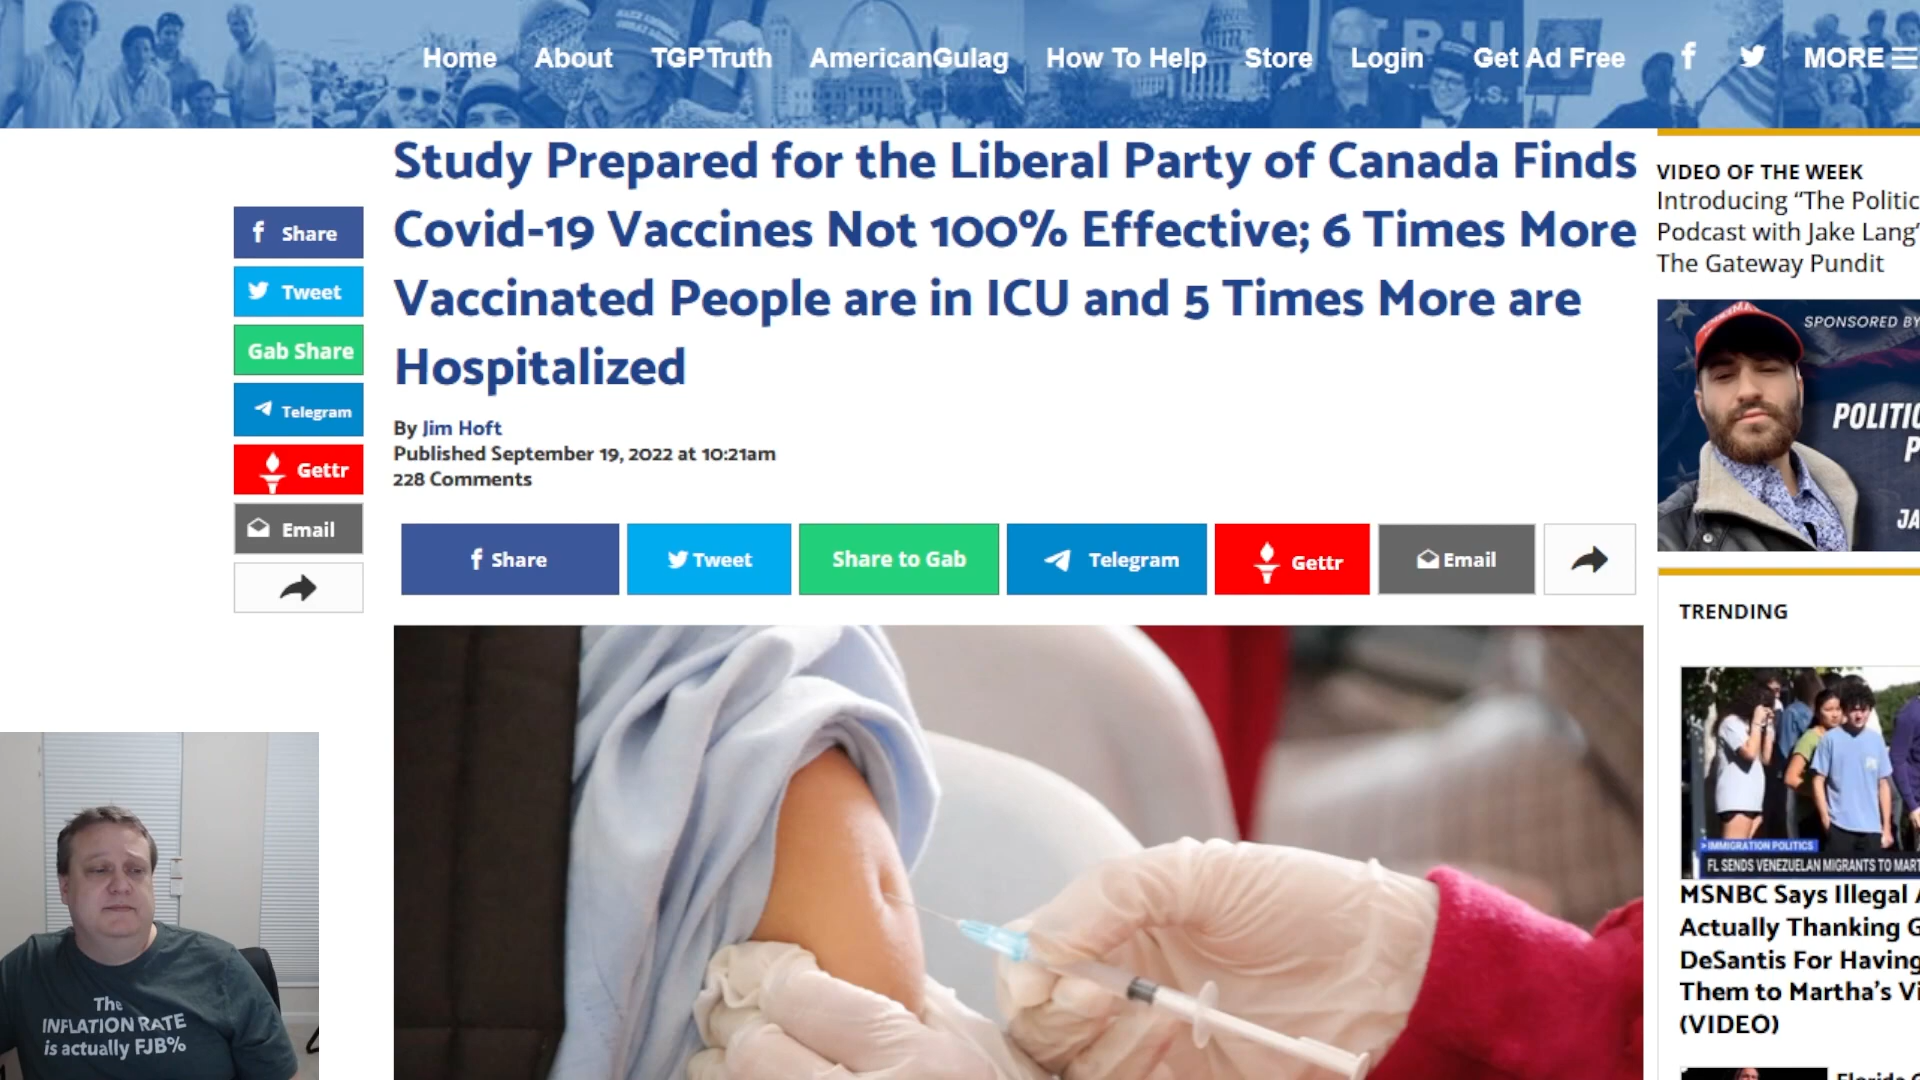 Home About TGPTruth AmericanGulag How To Help Store Login Get Ad Free MORE
Study Prepared for the Liberal Party of Canada Finds
Covid-19 Vaccines Not 100% Effective; 6 Times More
Vaccinated People are in ICU and 5 Times More are
Hospitalized
By Jim Hoft
Published September 19, 2022 at 10:21am
228 Comments
Share
Tweet
Gab Share
Telegram
Gettr
Email
Share Tweet Share to Gab Telegram Gettr Email
VIDEO OF THE WEEK
Introducing “The Politic
Podcast with Jake Lang”
The Gateway Pundit
SPONSORED BY
POLITIC
P
JA
TRENDING
> IMMIGRATION POLITICS
FL SENDS VENEZUELAN MIGRANTS TO MART
MSNBC Says Illegal A
Actually Thanking G
DeSantis For Having
Them to Martha’s Vi
(VIDEO)
The
INFLATION RATE
is actually FJB%